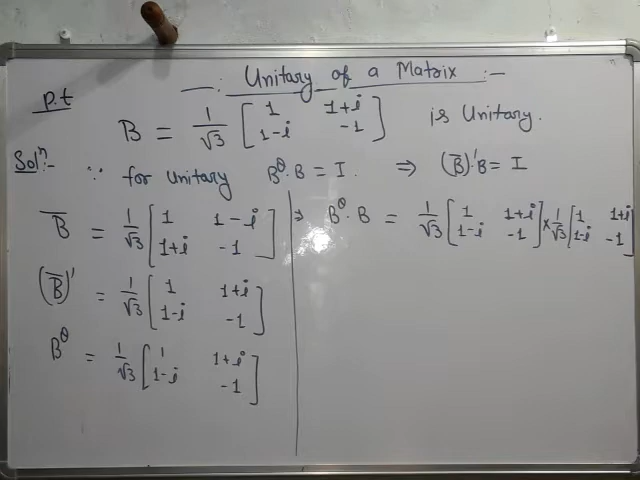 —: Unitary of a Matrix :—
p.t B = 1/√3 [1 1+i; 1-i -1] is Unitary.
Solⁿ:- ∵ for unitary B^θ·B = I. ⇒ (B̅)'·B = I
B̅ = 1/√3 [1 1-i; 1+i -1]
(B̅)' = 1/√3 [1 1+i; 1-i -1]
B^θ = 1/√3 [1 1+i; 1-i -1]
⇒ B^θ·B = 1/√3 [1 1+i; 1-i -1] × 1/√3 [1 1+i; 1-i -1]